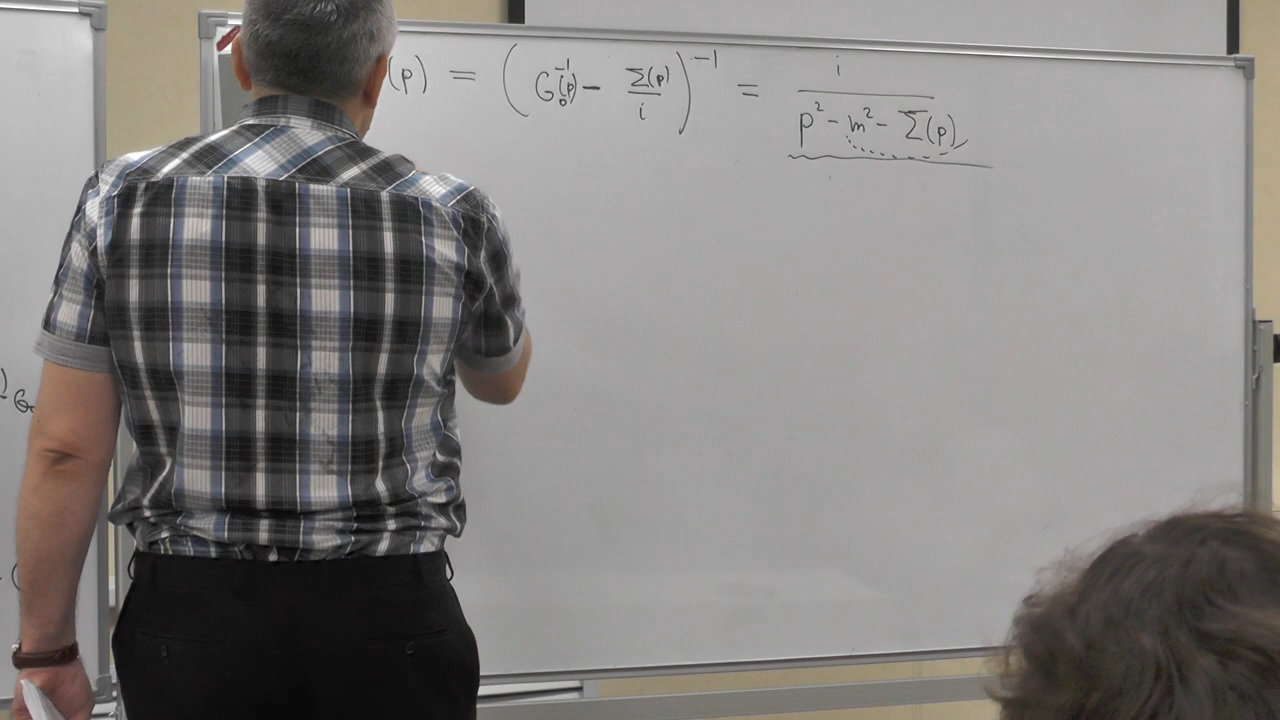 (p) = (G₀⁻¹(p) - Σ(p)/i)⁻¹ = i/(p² - m² - Σ(p))